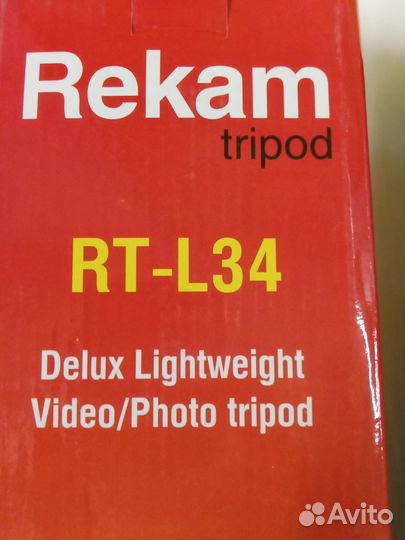 Rekam
tripod
RT-L34
Delux Lightweight
Video/Photo tripod
Avito